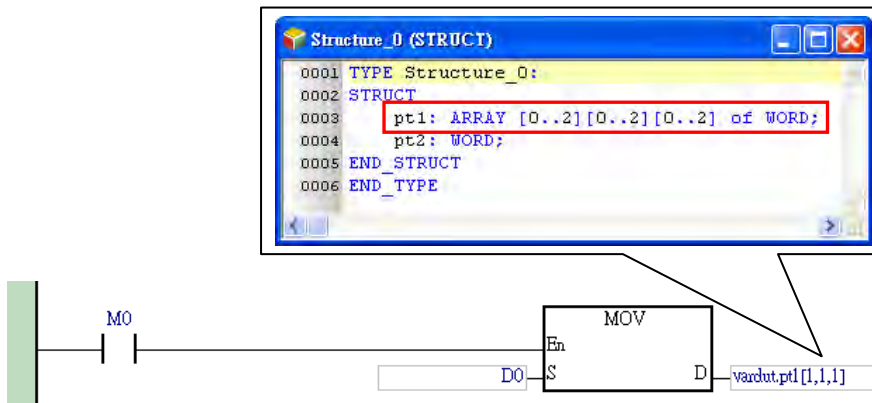 Structure_0 (STRUCT)
0001 TYPE Structure_0:
0002 STRUCT
0003 pt1: ARRAY [0..2][0..2][0..2] of WORD;
0004 pt2: WORD;
0005 END_STRUCT
0006 END_TYPE
M0
MOV
En
D0 S D vardut.pt1[1,1,1]